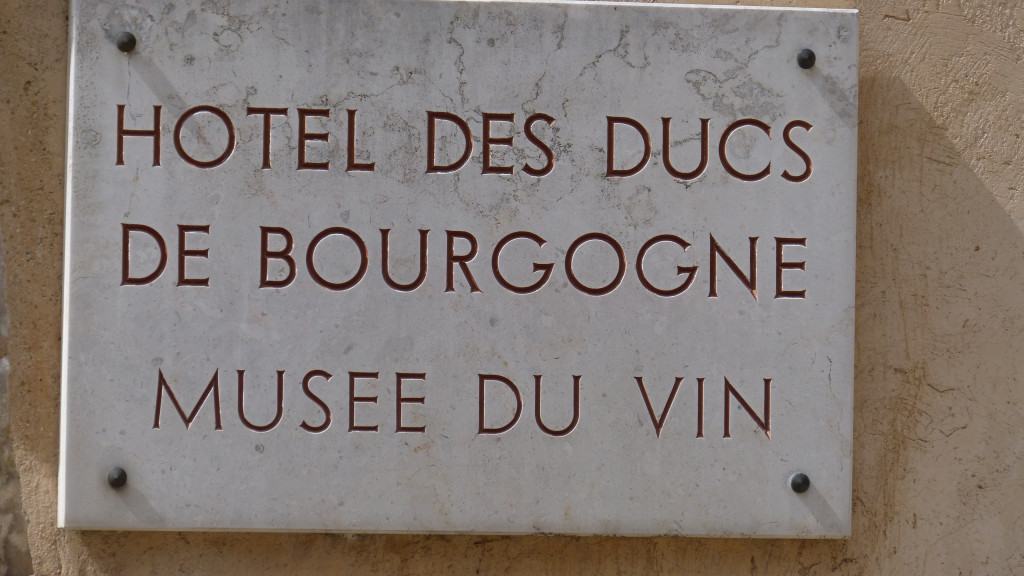 HOTEL DES DUCS
DE BOURGOGNE
MUSEE DU VIN